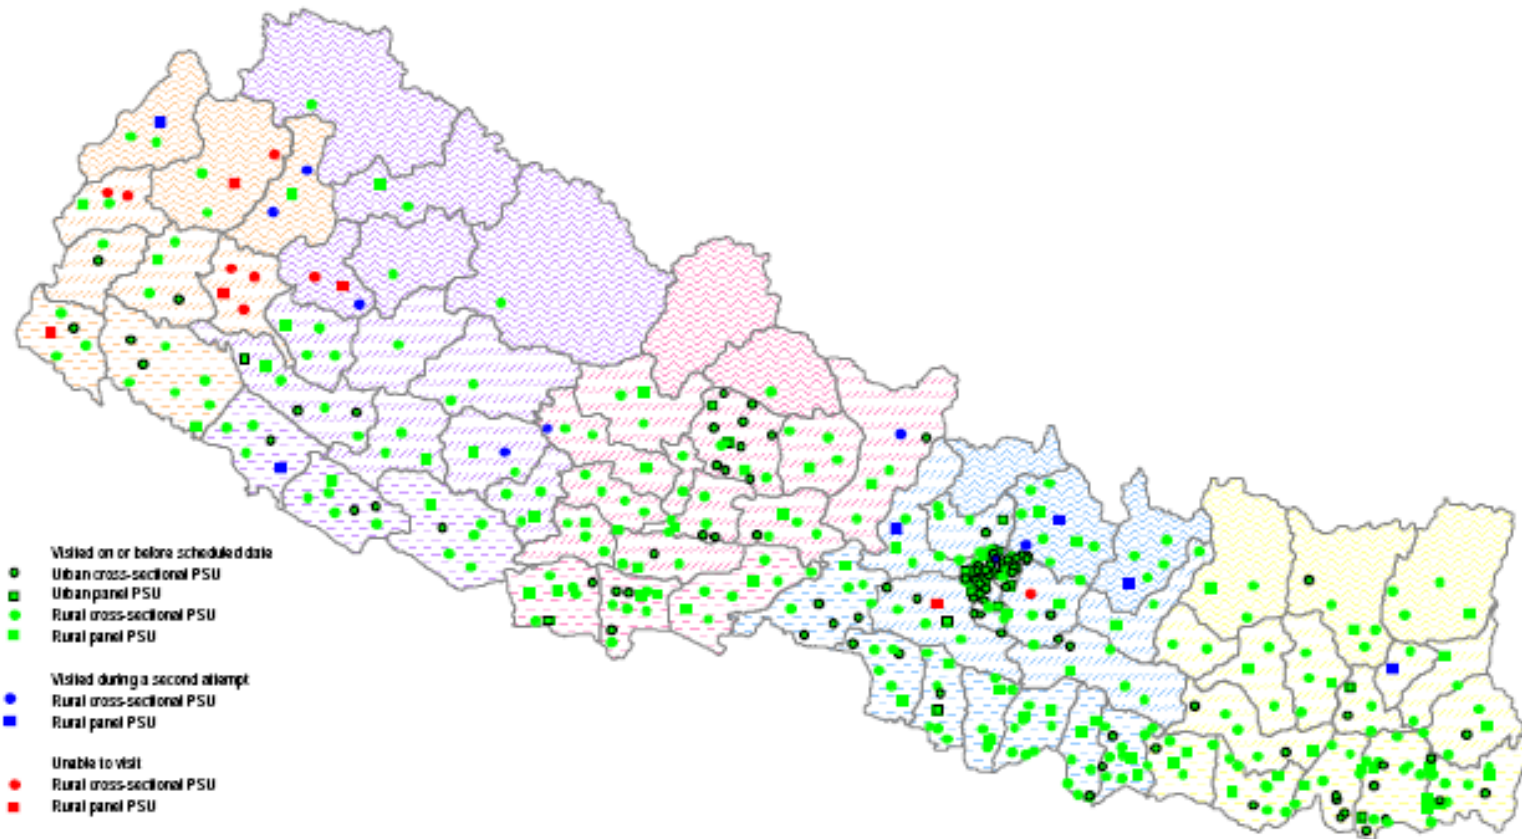 Visited on or before scheduled date
Urban cross-sectional PSU
Urban panel PSU
Rural cross-sectional PSU
Rural panel PSU
Visited during a second attempt
Rural cross-sectional PSU
Rural panel PSU
Unable to visit
Rural cross-sectional PSU
Rural panel PSU